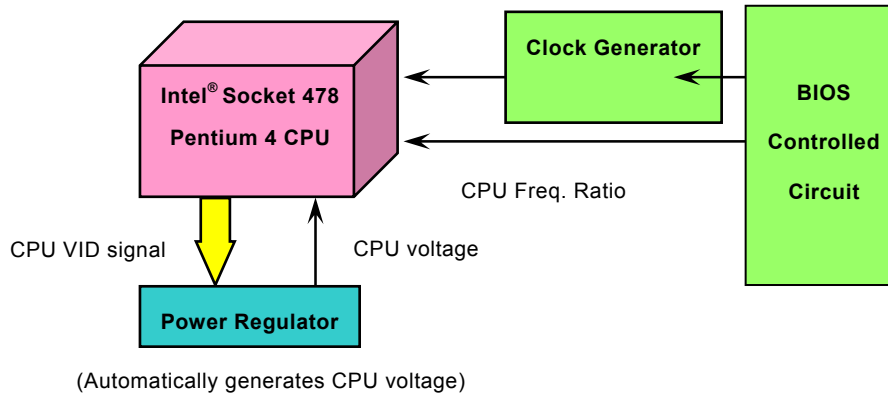 Clock Generator
Intel® Socket 478
Pentium 4 CPU
BIOS
Controlled
Circuit
CPU Freq. Ratio
CPU VID signal
CPU voltage
Power Regulator
(Automatically generates CPU voltage)